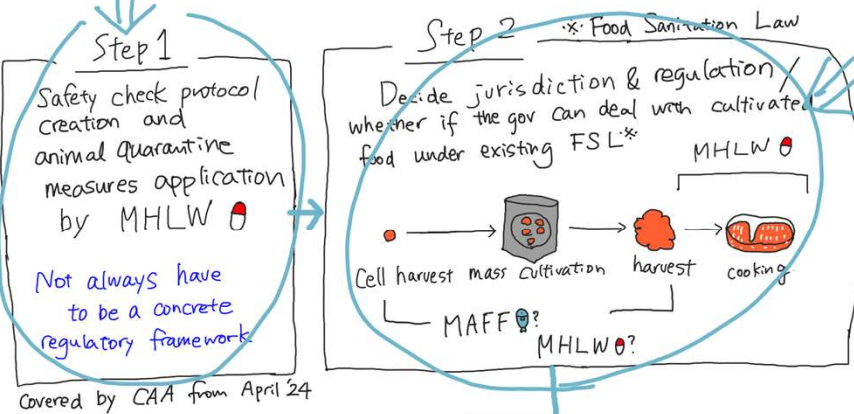 Step 1
Safety check protocol
creation and
animal quarantine
measures application
by MHLW
Not always have
to be a concrete
regulatory framework
Covered by CAA from April '24
Step 2 ※ Food Sanitation Law
Decide jurisdiction & regulation /
whether if the gov can deal with cultivated
food under existing FSL※
MHLW
Cell harvest mass cultivation harvest cooking
MAFF ?
MHLW ?